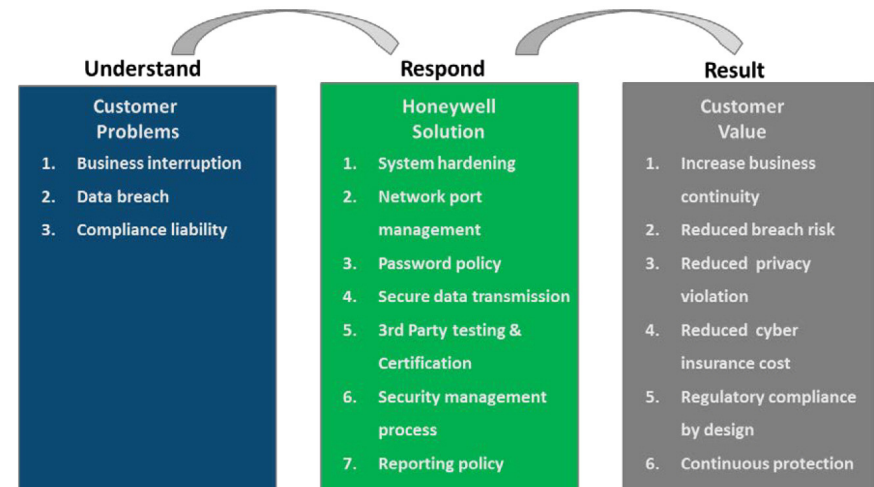 Understand
Customer
Problems
1. Business interruption
2. Data breach
3. Compliance liability
Respond
Honeywell
Solution
1. System hardening
2. Network port
management
3. Password policy
4. Secure data transmission
5. 3rd Party testing &
Certification
6. Security management
process
7. Reporting policy
Result
Customer
Value
1. Increase business
continuity
2. Reduced breach risk
3. Reduced privacy
violation
4. Reduced cyber
insurance cost
5. Regulatory compliance
by design
6. Continuous protection